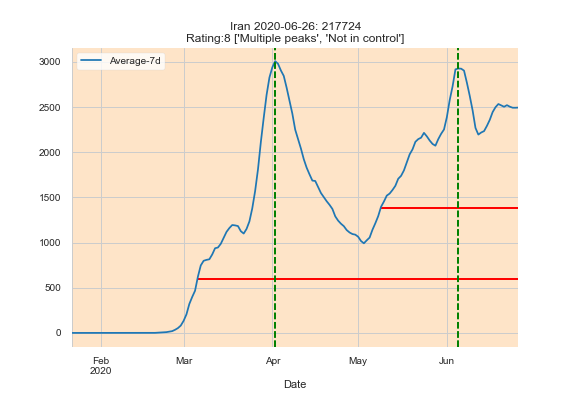 Iran 2020-06-26: 217724
Rating:8 ['Multiple peaks', 'Not in control']
Average-7d
3000
2500
2000
1500
1000
500
0
Feb
2020
Mar
Apr
May
Jun
Date